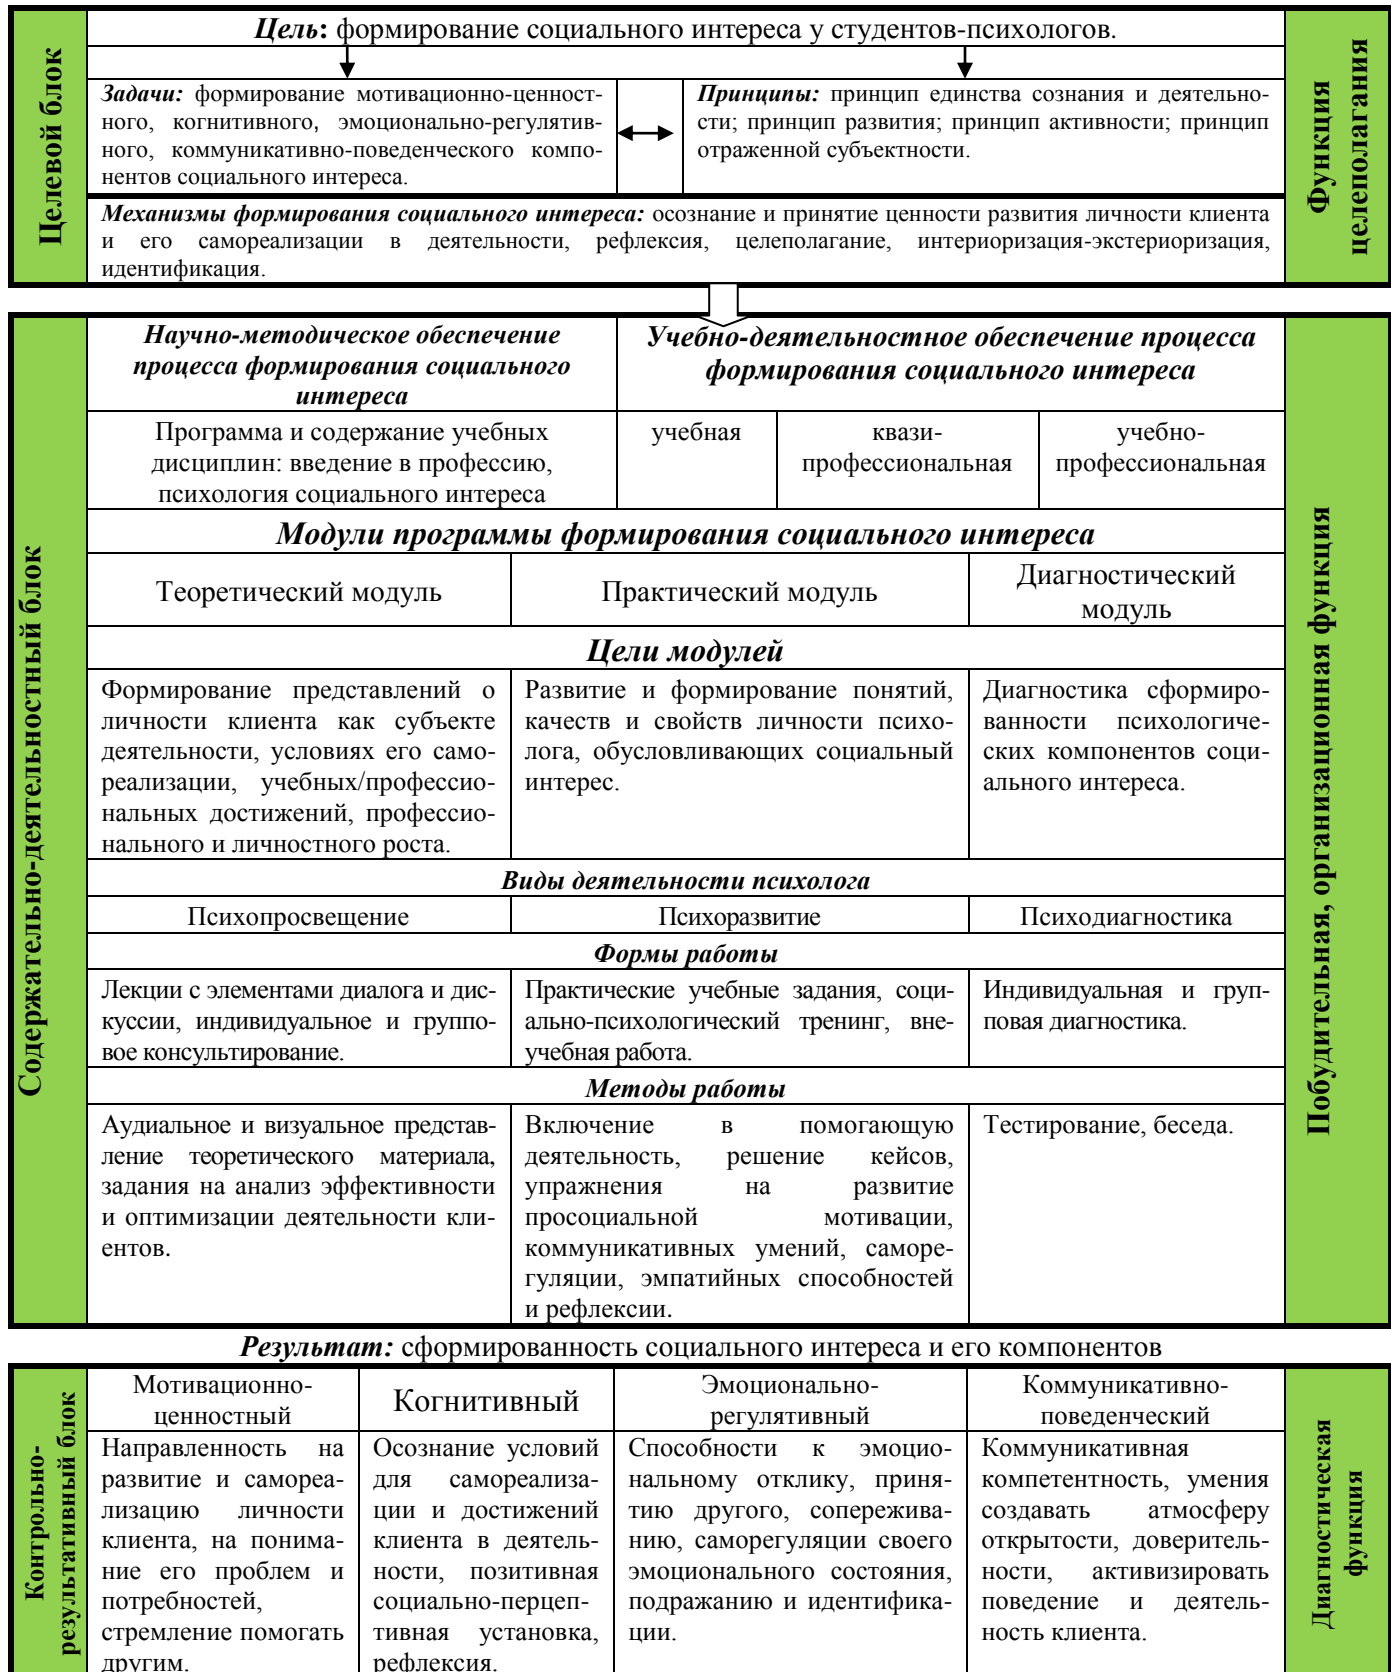 Целевой блок
Цель: формирование социального интереса у студентов-психологов.
Задачи: формирование мотивационно-ценност-
ного, когнитивного, эмоционально-регулятив-
ного, коммуникативно-поведенческого компо-
нентов социального интереса.
Принципы: принцип единства сознания и деятельно-
сти; принцип развития; принцип активности; принцип
отраженной субъектности.
Механизмы формирования социального интереса: осознание и принятие ценности развития личности клиента
и его самореализации в деятельности, рефлексия, целеполагание, интериоризация-экстериоризация,
идентификация.
Функция
целеполагания
Содержательно-деятельностный блок
Научно-методическое обеспечение
процесса формирования социального
интереса
Учебно-деятельностное обеспечение процесса
формирования социального интереса
Программа и содержание учебных
дисциплин: введение в профессию,
психология социального интереса
учебная
квази-
профессиональная
учебно-
профессиональная
Модули программы формирования социального интереса
Теоретический модуль
Практический модуль
Диагностический
модуль
Цели модулей
Формирование представлений о
личности клиента как субъекте
деятельности, условиях его само-
реализации, учебных/профессио-
нальных достижений, профессио-
нального и личностного роста.
Развитие и формирование понятий,
качеств и свойств личности психо-
лога, обусловливающих социальный
интерес.
Диагностика сформиро-
ванности психологиче-
ских компонентов соци-
ального интереса.
Виды деятельности психолога
Психопросвещение
Психоразвитие
Психодиагностика
Формы работы
Лекции с элементами диалога и дис-
куссии, индивидуальное и группо-
вое консультирование.
Практические учебные задания, соци-
ально-психологический тренинг, вне-
учебная работа.
Индивидуальная и груп-
повая диагностика.
Методы работы
Аудиальное и визуальное представ-
ление теоретического материала,
задания на анализ эффективности
и оптимизации деятельности кли-
ентов.
Включение в помогающую
деятельность, решение кейсов,
упражнения на развитие
просоциальной мотивации,
коммуникативных умений, саморе-
гуляции, эмпатийных способностей
и рефлексии.
Тестирование, беседа.
Побудительная, организационная функция
Результат: сформированность социального интереса и его компонентов
Контрольно-
результативный блок
Мотивационно-
ценностный
Когнитивный
Эмоционально-
регулятивный
Коммуникативно-
поведенческий
Направленность на
развитие и самореа-
лизацию личности
клиента, на понима-
ние его проблем и
потребностей,
стремление помогать
другим.
Осознание условий
для самореализа-
ции и достижений
клиента в деятель-
ности, позитивная
социально-перцеп-
тивная установка,
рефлексия.
Способности к эмоцио-
нальному отклику, приня-
тию другого, сопережива-
нию, саморегуляции своего
эмоционального состояния,
подражанию и идентифика-
ции.
Коммуникативная
компетентность, умения
создавать атмосферу
открытости, доверитель-
ности, активизировать
поведение и деятель-
ность клиента.
Диагностическая
функция